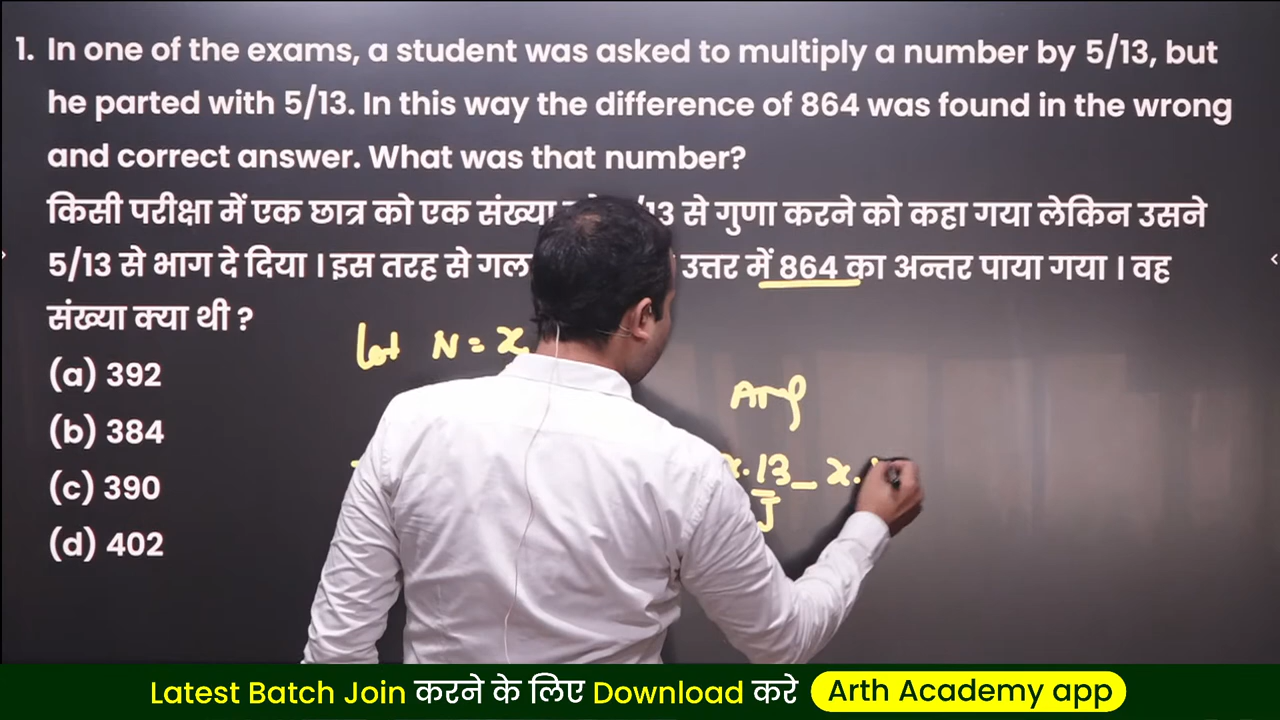 1. In one of the exams, a student was asked to multiply a number by 5/13, but
he parted with 5/13. In this way the difference of 864 was found in the wrong
and correct answer. What was that number?
किसी परीक्षा में एक छात्र को एक संख्या /13 से गुणा करने को कहा गया लेकिन उसने
5/13 से भाग दे दिया । इस तरह से गल उत्तर में 864 का अन्तर पाया गया । वह
संख्या क्या थी ?
Let N = x
(a) 392
(b) 384
(c) 390
(d) 402
x · 13/5 - x ·
Latest Batch Join करने के लिए Download करे Arth Academy app